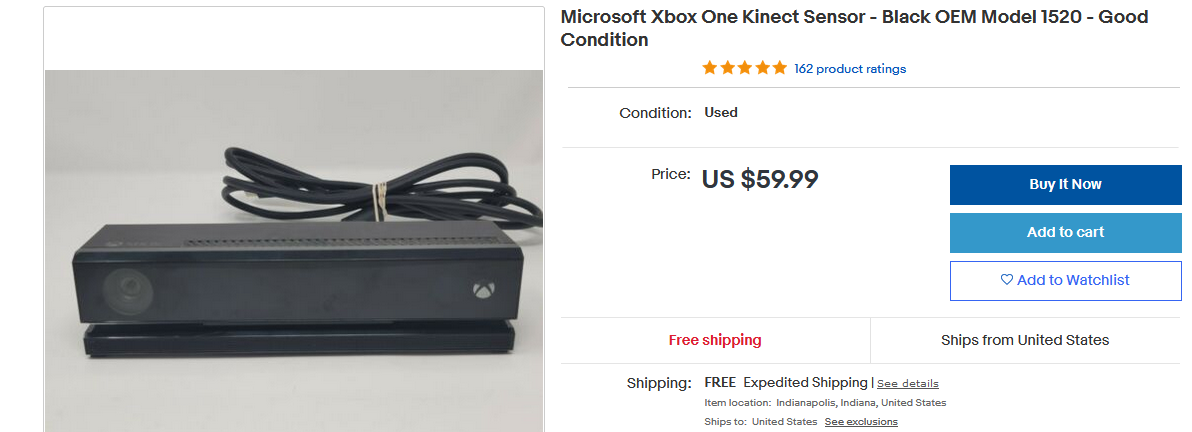 Microsoft Xbox One Kinect Sensor - Black OEM Model 1520 - Good
Condition
162 product ratings
Condition: Used
Price: US $59.99
Buy It Now
Add to cart
Add to Watchlist
Free shipping
Ships from United States
Shipping: FREE Expedited Shipping | See details
Item location: Indianapolis, Indiana, United States
Ships to: United States See exclusions